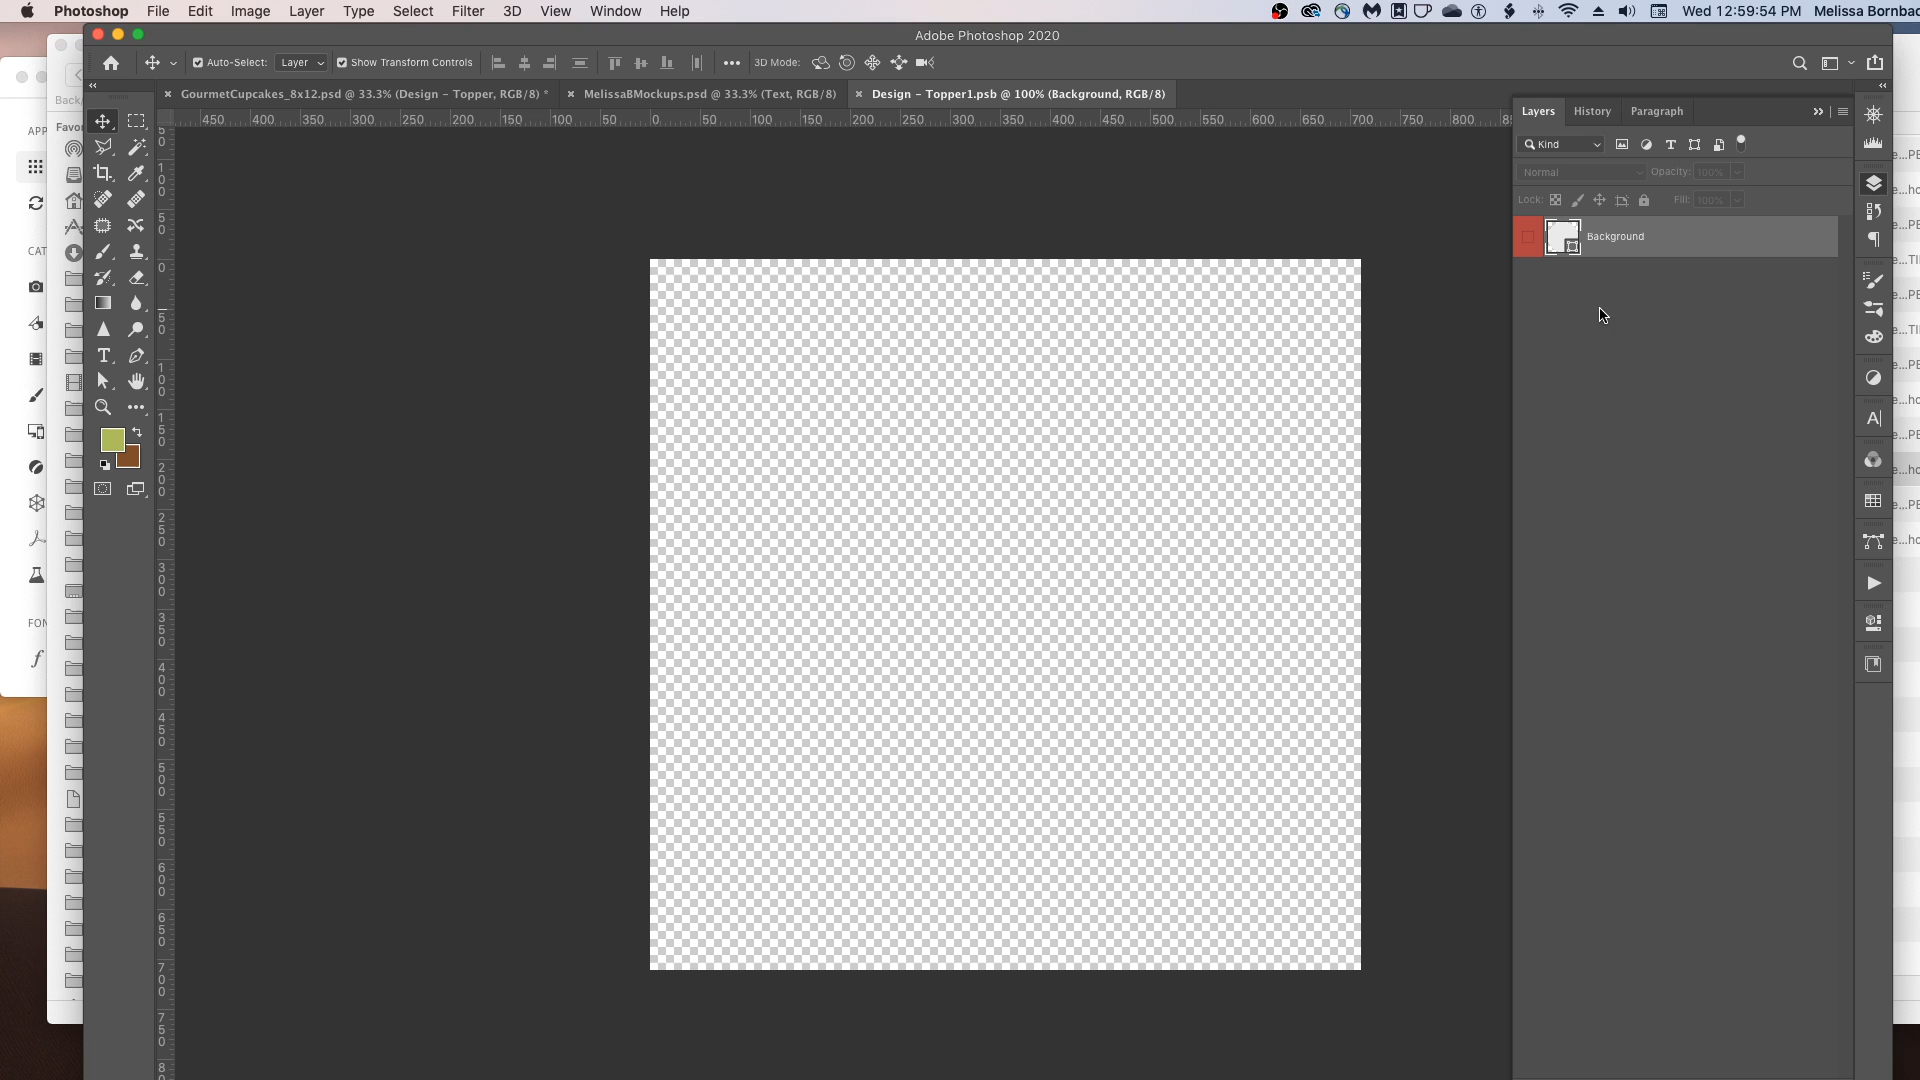 Photoshop File Edit Image Layer Type Select Filter 3D View Window Help Wed 12:59:54 PM Melissa Bornbac
Adobe Photoshop 2020
Auto-Select: Layer Show Transform Controls 3D Mode:
GourmetCupcakes_8x12.psd @ 33.3% (Design - Topper, RGB/8) * MelissaBMockups.psd @ 33.3% (Text, RGB/8) Design - Topper1.psb @ 100% (Background, RGB/8)
Layers History Paragraph
450 400 350 300 250 200 150 100 50 0 50 100 150 200 250 300 350 400 450 500 550 600 650 700 750 800
Kind
Normal Opacity: 100%
Lock: Fill: 100%
Background
Back/
Favor
APP
CAT
FON
0
50
100
150
200
250
300
350
400
450
500
550
600
650
700
750